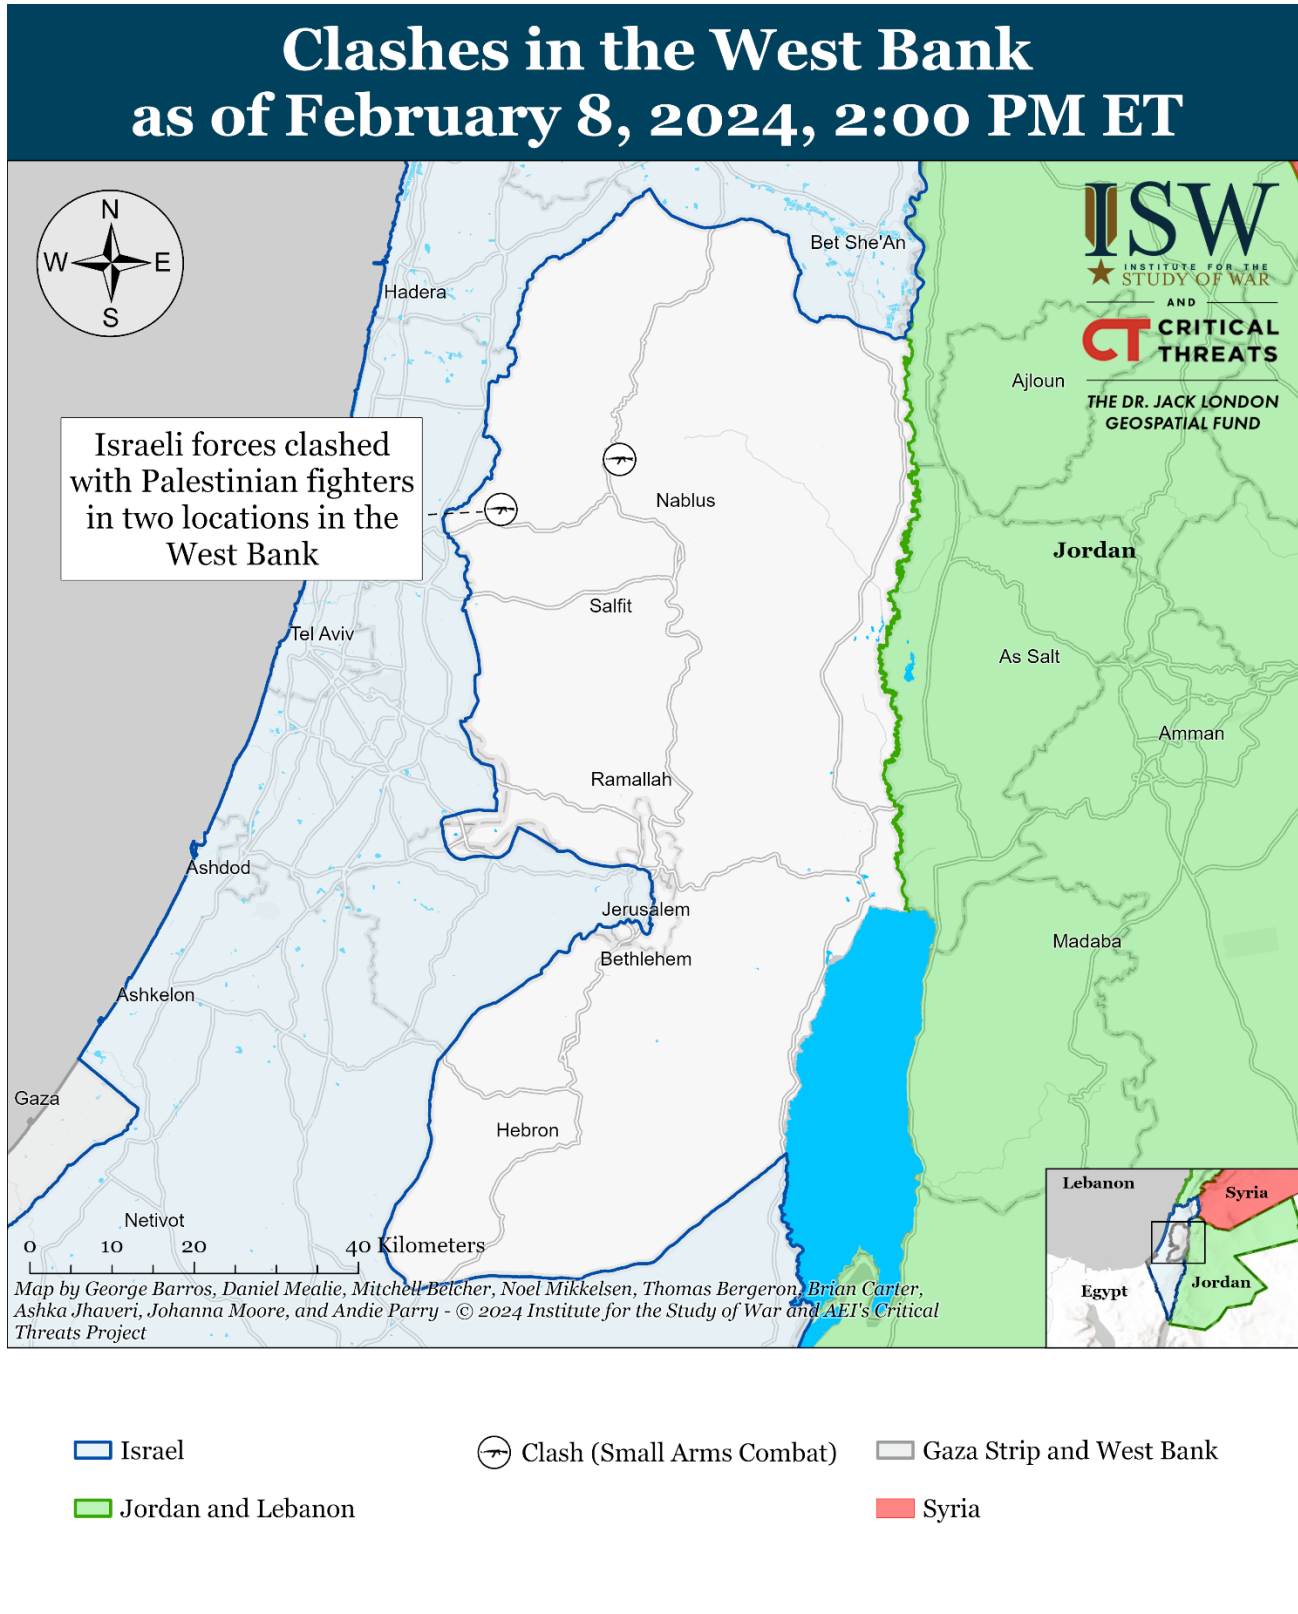 Clashes in the West Bank
as of February 8, 2024, 2:00 PM ET
N
W
E
S
ISW
INSTITUTE FOR THE
STUDY OF WAR
AND
CT CRITICAL
THREATS
THE DR. JACK LONDON
GEOSPATIAL FUND
Bet She'An
Hadera
Ajloun
Israeli forces clashed
with Palestinian fighters
in two locations in the
West Bank
Nablus
Jordan
Salfit
Tel Aviv
As Salt
Amman
Ramallah
Ashdod
Jerusalem
Madaba
Bethlehem
Ashkelon
Gaza
Hebron
Netivot
0 10 20 40 Kilometers
Lebanon
Syria
Jordan
Egypt
Map by George Barros, Daniel Mealie, Mitchell Belcher, Noel Mikkelsen, Thomas Bergeron, Brian Carter,
Ashka Jhaveri, Johanna Moore, and Andie Parry - © 2024 Institute for the Study of War and AEI's Critical
Threats Project
Israel
Clash (Small Arms Combat)
Gaza Strip and West Bank
Jordan and Lebanon
Syria